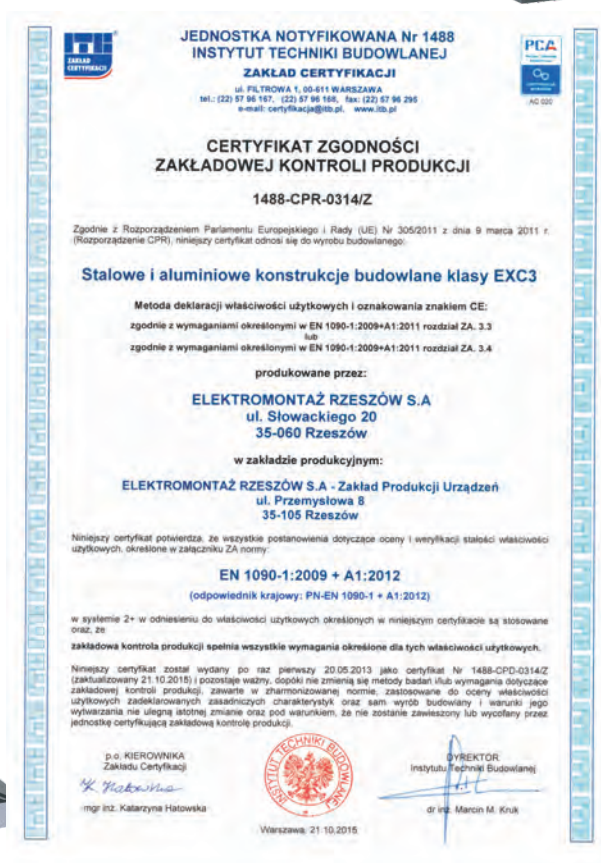 JEDNOSTKA NOTYFIKOWANA Nr 1488
INSTYTUT TECHNIKI BUDOWLANEJ
ZAKŁAD CERTYFIKACJI
ul. FILTROWA 1, 00-611 WARSZAWA
tel.: (22) 57 96 167, (22) 57 96 168, fax: (22) 57 96 295
e-mail: certyfikacja@itb.pl, www.itb.pl
ZAKŁAD
CERTYFIKACJI
PCA
AC 020
CERTYFIKAT ZGODNOŚCI
ZAKŁADOWEJ KONTROLI PRODUKCJI
1488-CPR-0314/Z
Zgodnie z Rozporządzeniem Parlamentu Europejskiego i Rady (UE) Nr 305/2011 z dnia 9 marca 2011 r.
(Rozporządzenie CPR), niniejszy certyfikat odnosi się do wyrobu budowlanego:
Stalowe i aluminiowe konstrukcje budowlane klasy EXC3
Metoda deklaracji właściwości użytkowych i oznakowania znakiem CE:
zgodnie z wymaganiami określonymi w EN 1090-1:2009+A1:2011 rozdział ZA. 3.3
lub
zgodnie z wymaganiami określonymi w EN 1090-1:2009+A1:2011 rozdział ZA. 3.4
produkowane przez:
ELEKTROMONTAŻ RZESZÓW S.A
ul. Słowackiego 20
35-060 Rzeszów
w zakładzie produkcyjnym:
ELEKTROMONTAŻ RZESZÓW S.A - Zakład Produkcji Urządzeń
ul. Przemysłowa 8
35-105 Rzeszów
Niniejszy certyfikat potwierdza, że wszystkie postanowienia dotyczące oceny i weryfikacji stałości właściwości
użytkowych, określone w załączniku ZA normy:
EN 1090-1:2009 + A1:2012
(odpowiednik krajowy: PN-EN 1090-1 + A1:2012)
w systemie 2+ w odniesieniu do właściwości użytkowych określonych w niniejszym certyfikacie są stosowane
oraz, że
zakładowa kontrola produkcji spełnia wszystkie wymagania określone dla tych właściwości użytkowych.
Niniejszy certyfikat został wydany po raz pierwszy 20.05.2013 jako certyfikat Nr 1488-CPD-0314/Z
(zaktualizowany 21.10.2015) i pozostaje ważny, dopóki nie zmienią się metody badań i/lub wymagania dotyczące
zakładowej kontroli produkcji, zawarte w zharmonizowanej normie, zastosowane do oceny właściwości
użytkowych zadeklarowanych zasadniczych charakterystyk oraz sam wyrób budowlany i warunki jego
wytwarzania nie ulegną istotnej zmianie oraz pod warunkiem, że nie zostanie zawieszony lub wycofany przez
jednostkę certyfikującą zakładową kontrolę produkcji.
p.o. KIEROWNIKA
Zakładu Certyfikacji
K. Hatowska
mgr inż. Katarzyna Hatowska
INSTYTUT TECHNIKI BUDOWLANEJ
DYREKTOR
Instytutu Techniki Budowlanej
dr inż. Marcin M. Kruk
Warszawa, 21.10.2015